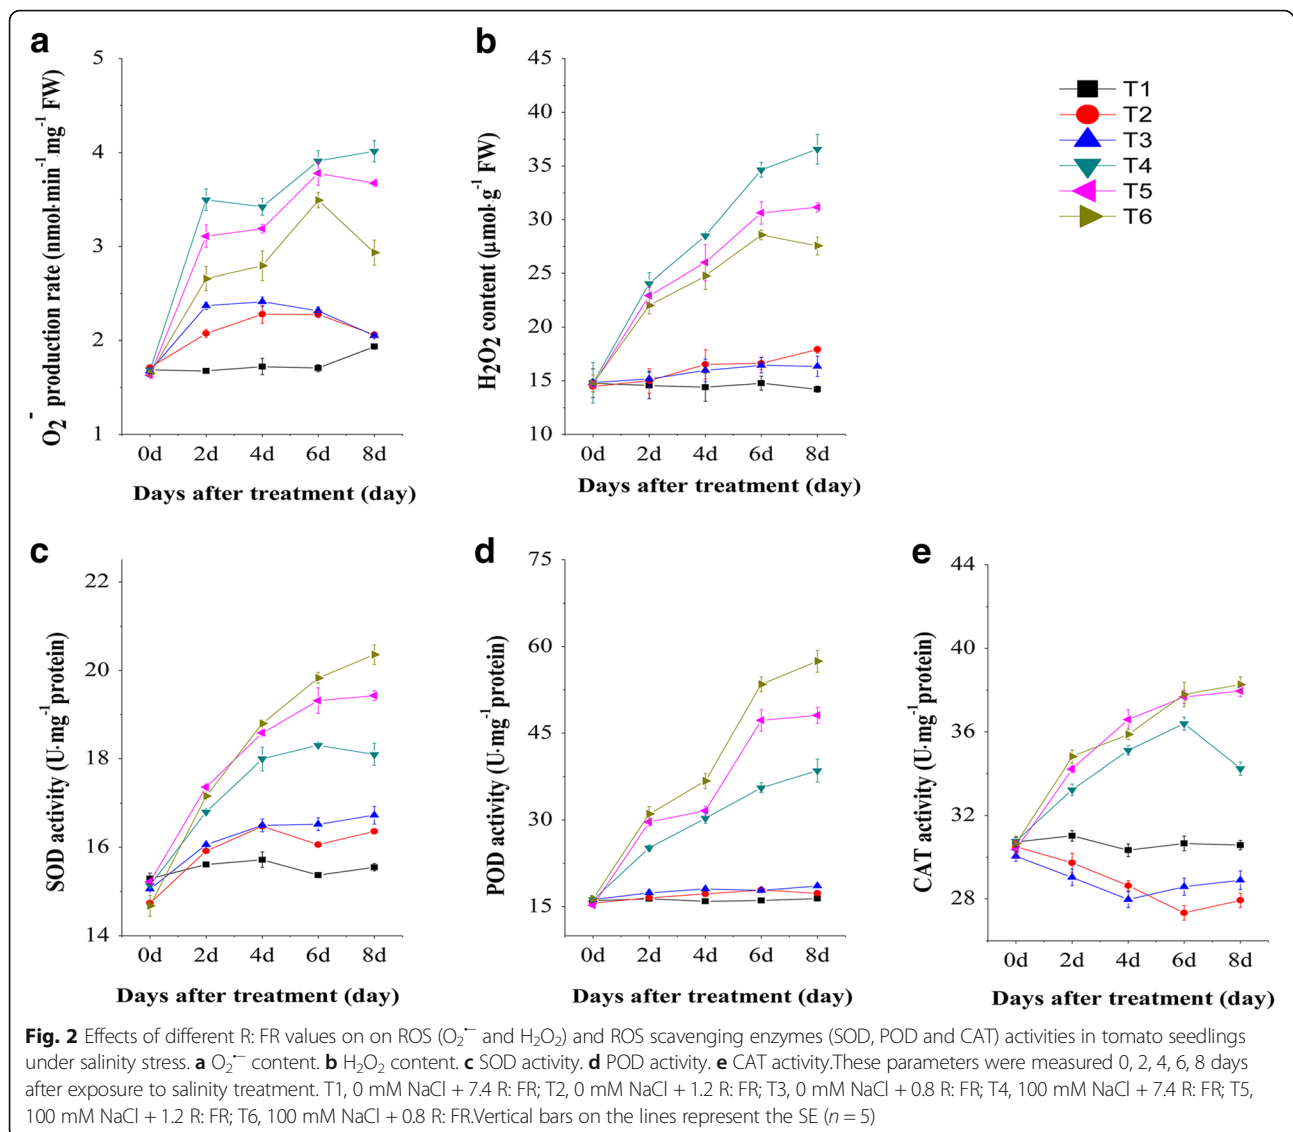 a
5
4
3
2
1
O₂⁻ production rate (nmol·min⁻¹·mg⁻¹ FW)
0d 2d 4d 6d 8d
Days after treatment (day)
b
45
40
35
30
25
20
15
10
H₂O₂ content (µmol·g⁻¹ FW)
0d 2d 4d 6d 8d
Days after treatment (day)
T1
T2
T3
T4
T5
T6
c
22
20
18
16
14
SOD activity (U·mg⁻¹protein)
0d 2d 4d 6d 8d
Days after treatment (day)
d
75
60
45
30
15
POD activity (U·mg⁻¹protein)
0d 2d 4d 6d 8d
Days after treatment (day)
e
44
40
36
32
28
CAT activity (U·mg⁻¹protein)
0d 2d 4d 6d 8d
Days after treatment (day)
Fig. 2 Effects of different R: FR values on on ROS (O₂˙⁻ and H₂O₂) and ROS scavenging enzymes (SOD, POD and CAT) activities in tomato seedlings
under salinity stress. a O₂˙⁻ content. b H₂O₂ content. c SOD activity. d POD activity. e CAT activity.These parameters were measured 0, 2, 4, 6, 8 days
after exposure to salinity treatment. T1, 0 mM NaCl + 7.4 R: FR; T2, 0 mM NaCl + 1.2 R: FR; T3, 0 mM NaCl + 0.8 R: FR; T4, 100 mM NaCl + 7.4 R: FR; T5,
100 mM NaCl + 1.2 R: FR; T6, 100 mM NaCl + 0.8 R: FR.Vertical bars on the lines represent the SE (n = 5)